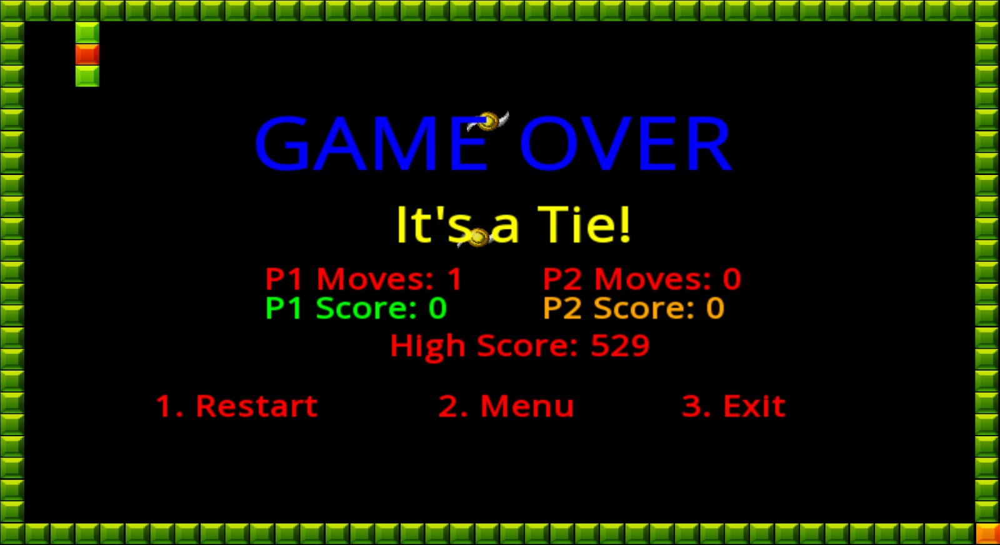 GAME OVER
It's a Tie!
P1 Moves: 1 P2 Moves: 0
P1 Score: 0 P2 Score: 0
High Score: 529
1. Restart 2. Menu 3. Exit